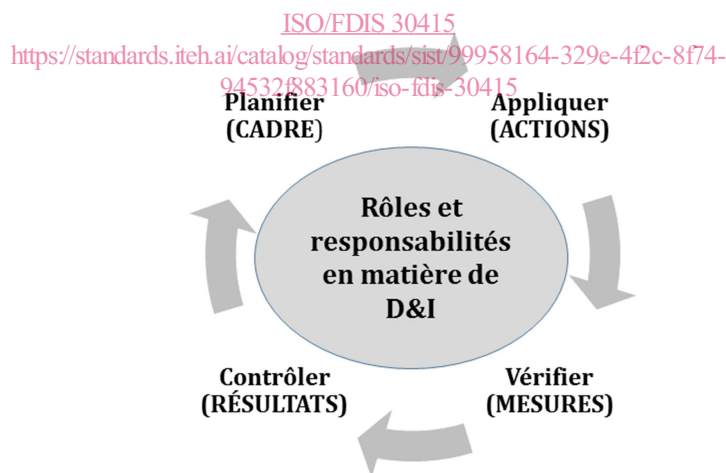 ISO/FDIS 30415
https://standards.iteh.ai/catalog/standards/sist/99958164-329e-4f2c-8f74-
94532f883160/iso-fdis-30415
Planifier
(CADRE)
Appliquer
(ACTIONS)
Rôles et
responsabilités
en matière de
D&I
Contrôler
(RÉSULTATS)
Vérifier
(MESURES)